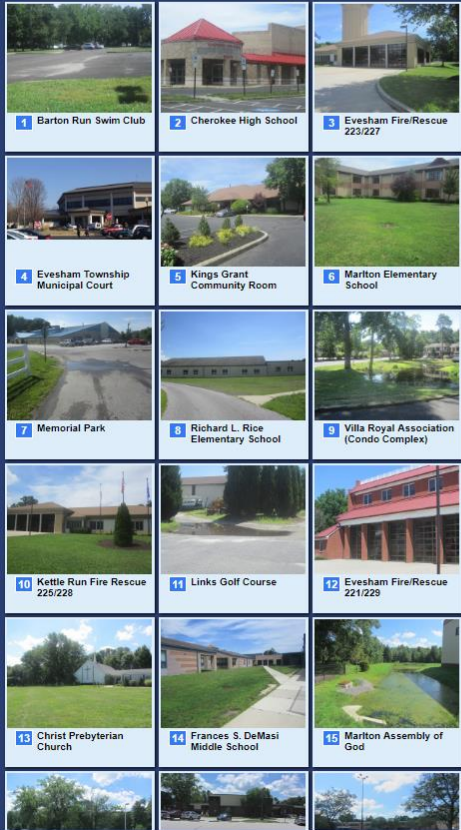 1 Barton Run Swim Club
2 Cherokee High School
3 Evesham Fire/Rescue
223/227
4 Evesham Township
Municipal Court
5 Kings Grant
Community Room
6 Marlton Elementary
School
7 Memorial Park
8 Richard L. Rice
Elementary School
9 Villa Royal Association
(Condo Complex)
10 Kettle Run Fire Rescue
225/228
11 Links Golf Course
12 Evesham Fire/Rescue
221/229
13 Christ Prebyterian
Church
14 Frances S. DeMasi
Middle School
15 Marlton Assembly of
God